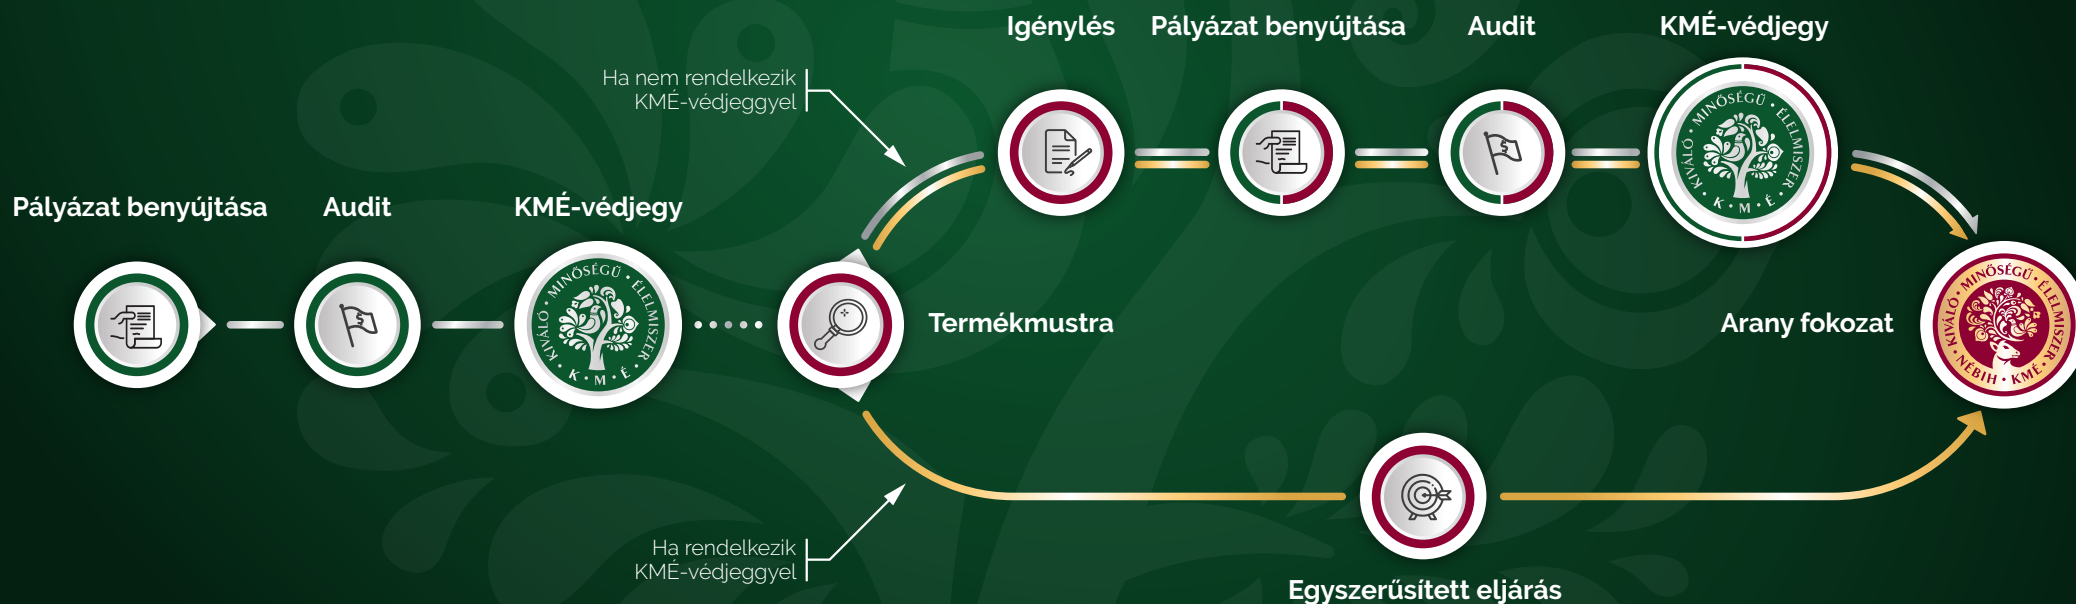 Igénylés
Pályázat benyújtása
Audit
KMÉ-védjegy
Ha nem rendelkezik
KMÉ-védjeggyel
KIVÁLÓ • MINŐSÉGŰ • ÉLELMISZER • K • M • É •
Pályázat benyújtása
Audit
KMÉ-védjegy
KIVÁLÓ • MINŐSÉGŰ • ÉLELMISZER • K • M • É •
Termékmustra
Arany fokozat
KIVÁLÓ • MINŐSÉGŰ • ÉLELMISZER • NÉBIH • KMÉ •
Ha rendelkezik
KMÉ-védjeggyel
Egyszerűsített eljárás